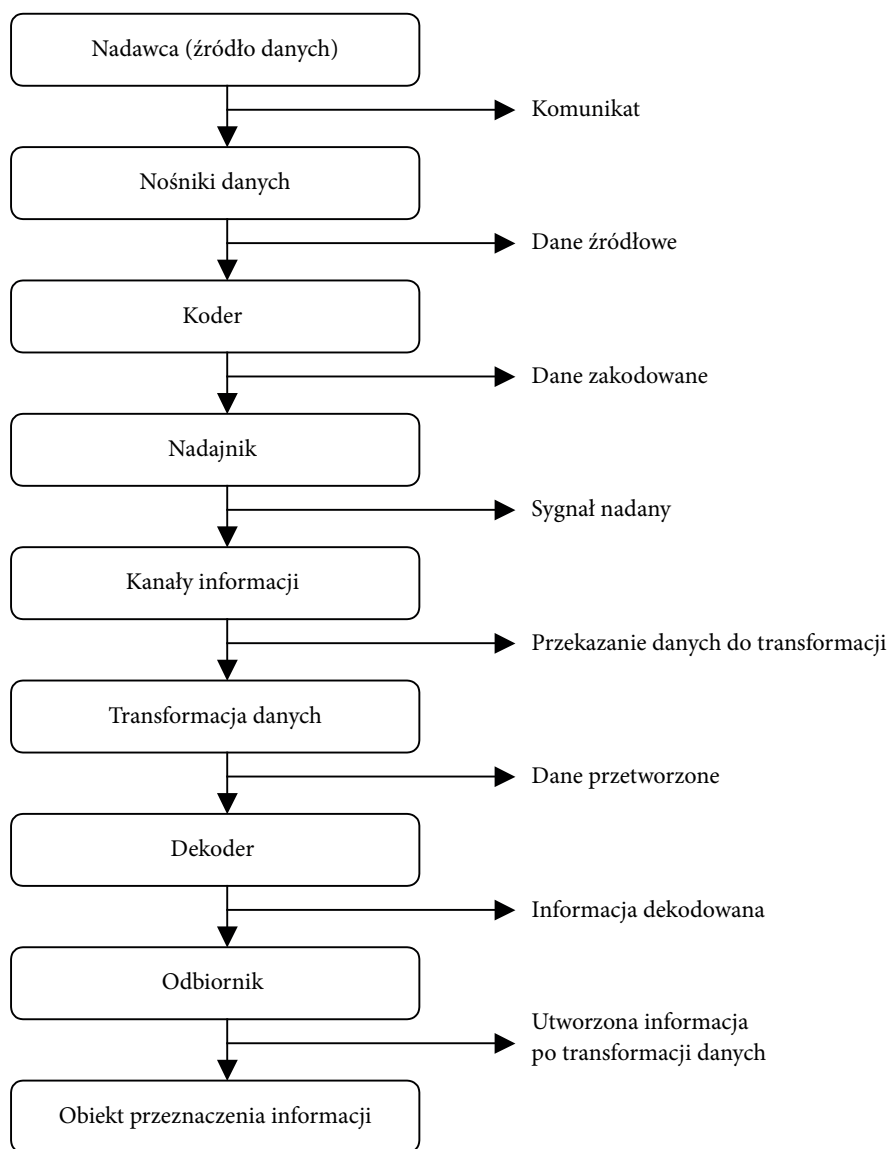 Nadawca (źródło danych)
Komunikat
Nośniki danych
Dane źródłowe
Koder
Dane zakodowane
Nadajnik
Sygnał nadany
Kanały informacji
Przekazanie danych do transformacji
Transformacja danych
Dane przetworzone
Dekoder
Informacja dekodowana
Odbiornik
Utworzona informacja
po transformacji danych
Obiekt przeznaczenia informacji